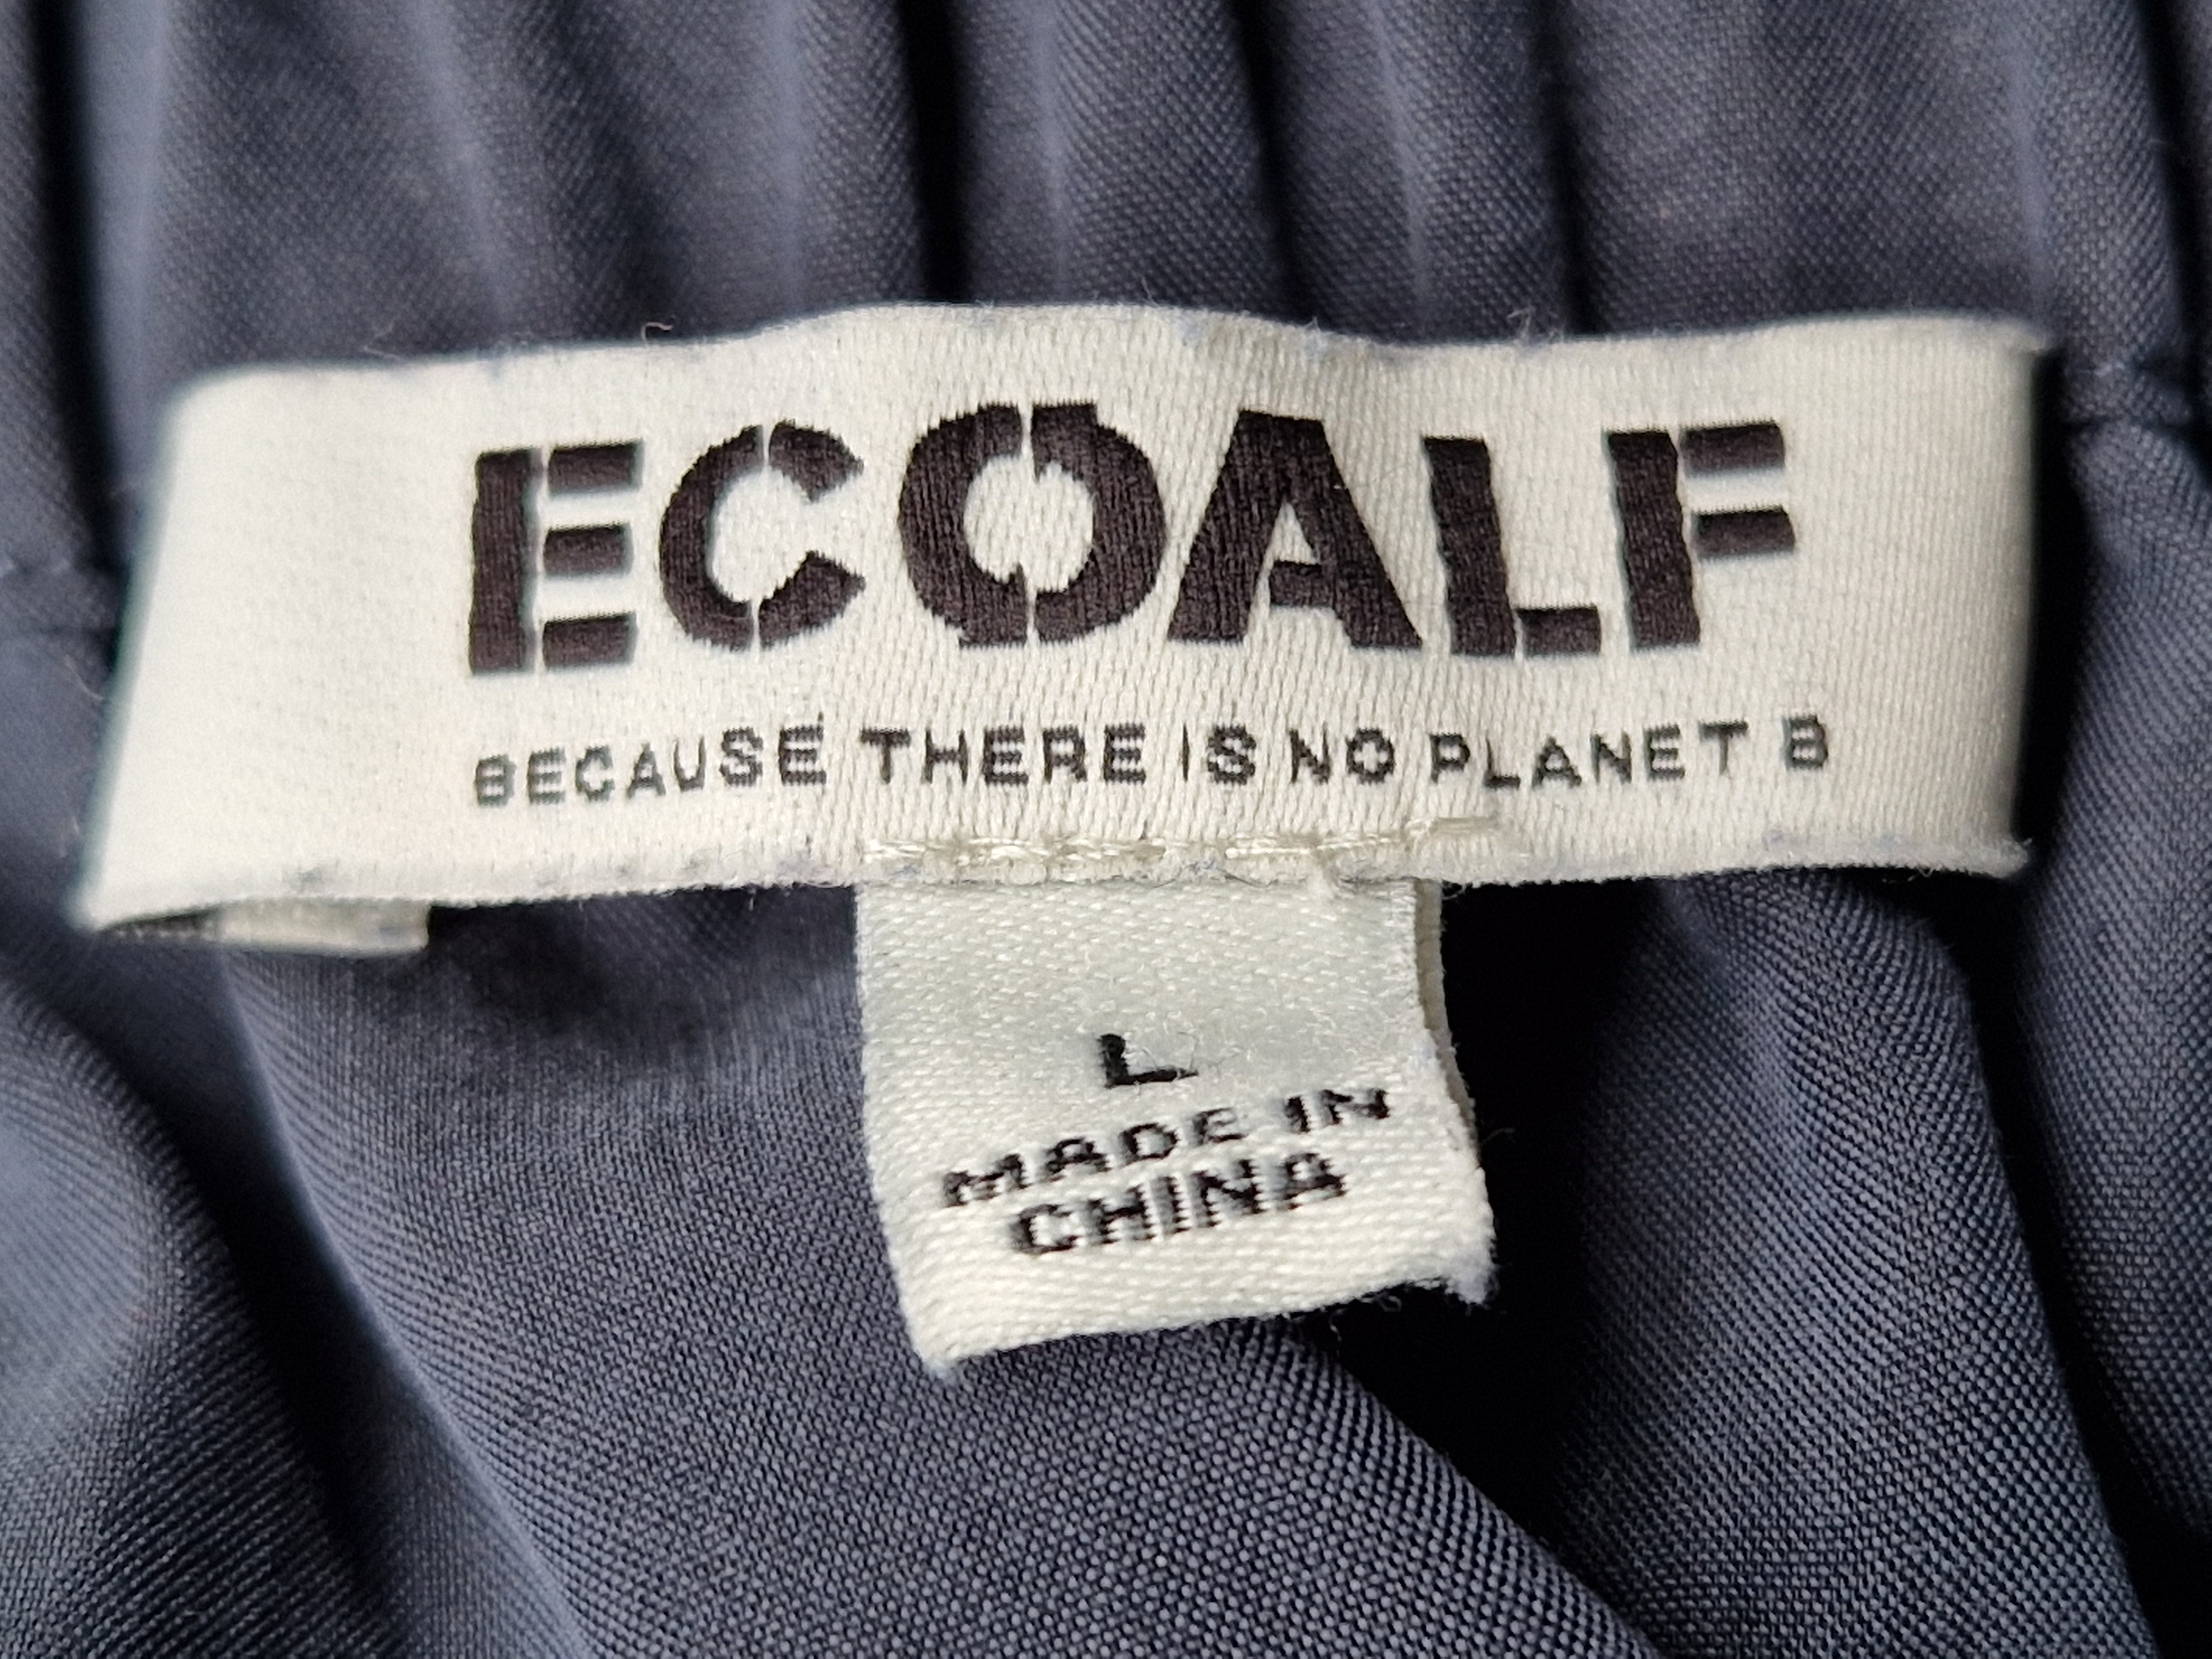 ECOALF
BECAUSE THERE IS NO PLANET B
L
MADE IN
CHINA